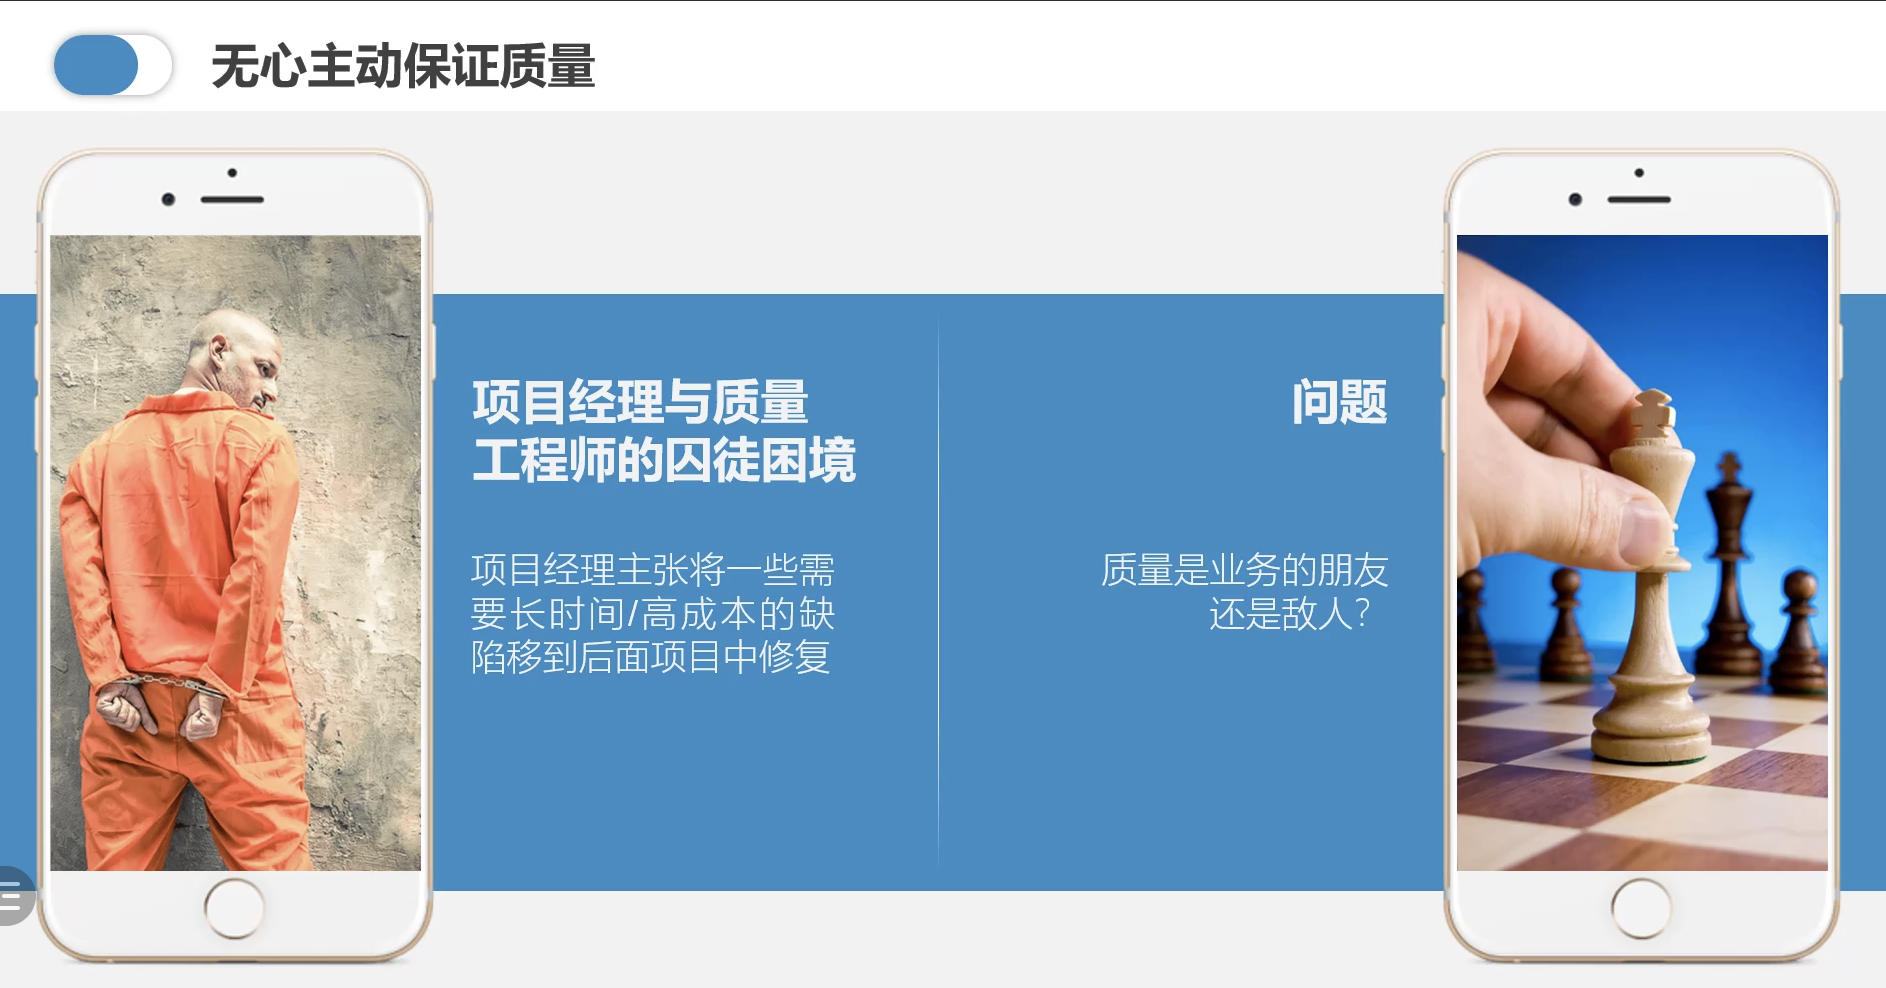 无心主动保证质量
项目经理与质量
工程师的囚徒困境
项目经理主张将一些需
要长时间/高成本的缺
陷移到后面项目中修复
问题
质量是业务的朋友
还是敌人?